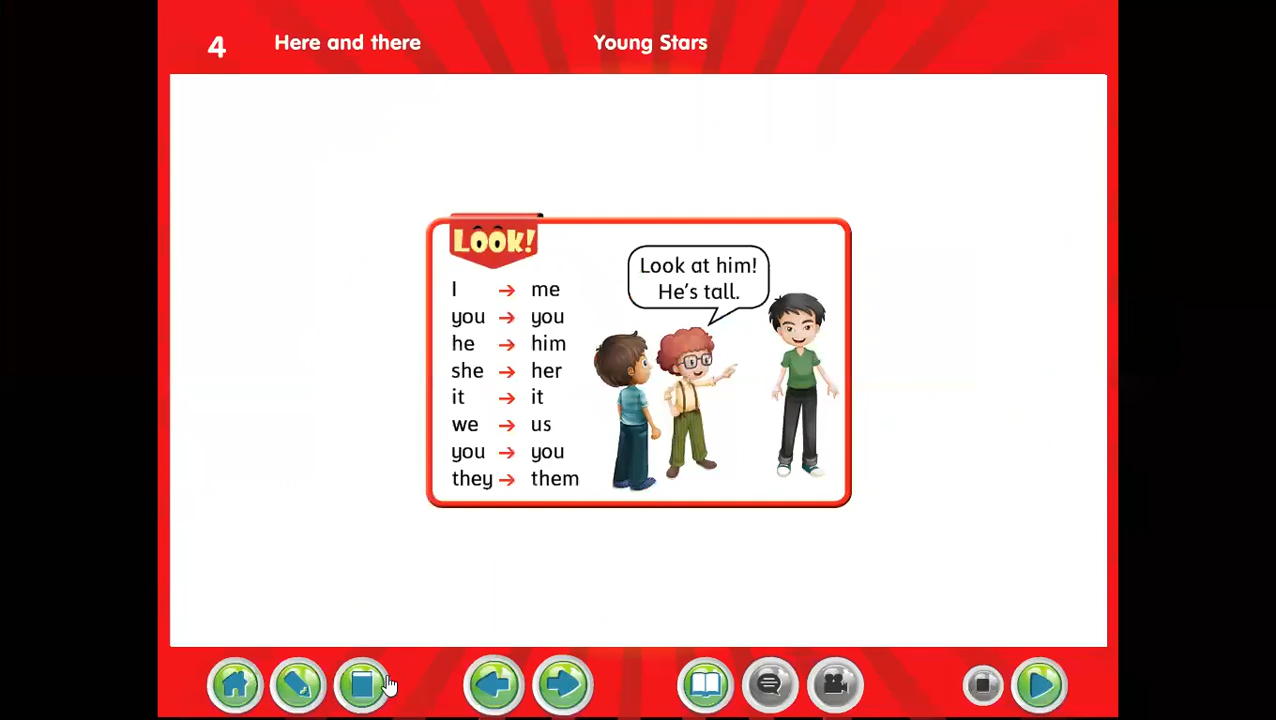 4 Here and there Young Stars
LOOK!
Look at him!
He's tall.
I → me
you → you
he → him
she → her
it → it
we → us
you → you
they → them